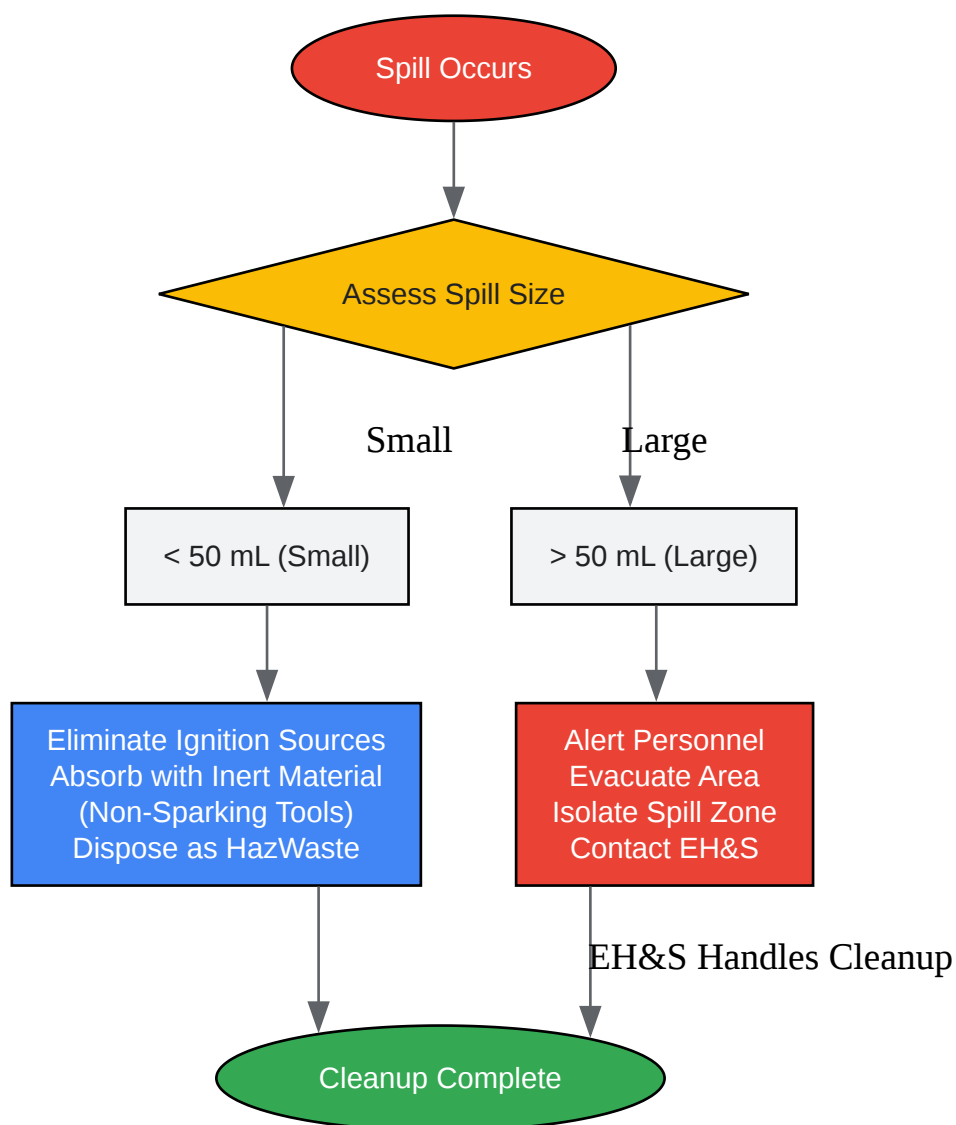 Spill Occurs
Assess Spill Size
Small
Large
< 50 mL (Small)
> 50 mL (Large)
Eliminate Ignition Sources
Absorb with Inert Material
(Non-Sparking Tools)
Dispose as HazWaste
Alert Personnel
Evacuate Area
Isolate Spill Zone
Contact EH&S
EH&S Handles Cleanup
Cleanup Complete